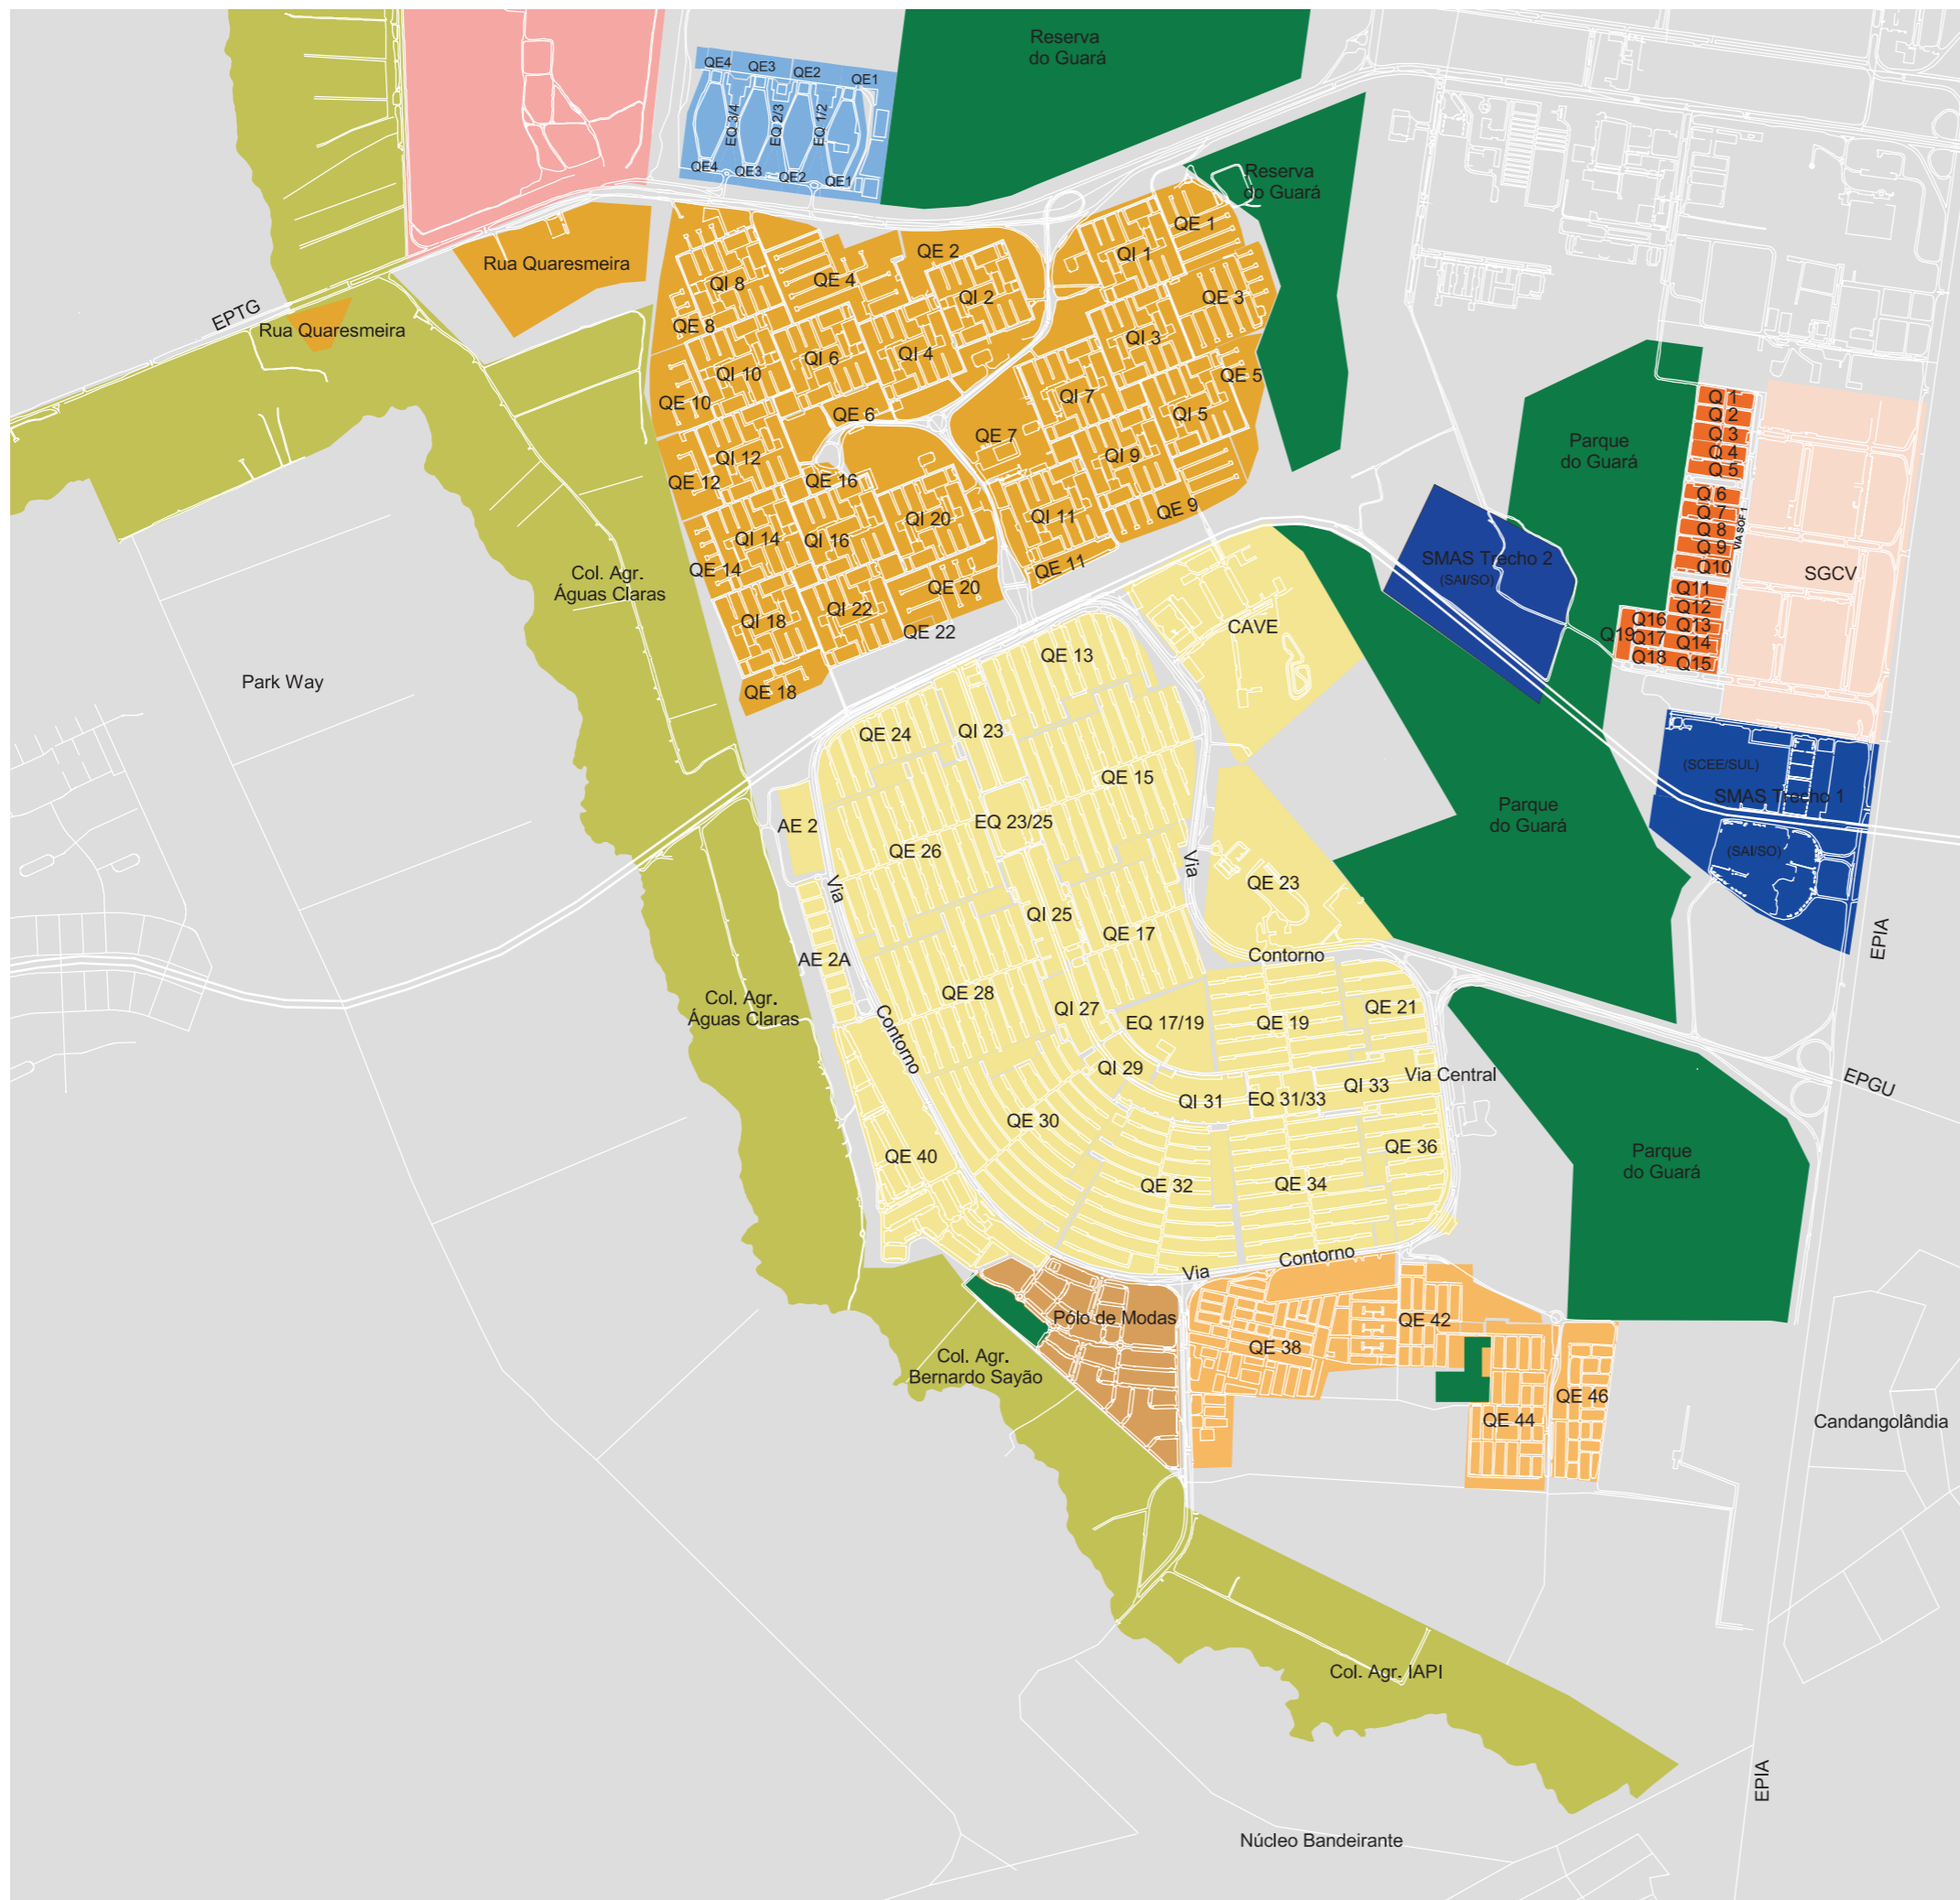 Reserva
do Guará
QE4
QE3
QE2
QE1
EQ 3/4
EQ 2/3
EQ 1/2
QE4
QE3
QE2
QE1
Reserva
do Guará
Rua Quaresmeira
EPTG
Rua Quaresmeira
QE 1
QI 1
QE 2
QI 2
QE 4
QI 8
QE 3
QE 8
QI 3
QI 4
QI 6
QI 10
QE 5
QI 7
QI 5
QE 10
QE 6
QE 7
QI 9
QI 12
QE 12
QE 16
QE 9
QI 11
QI 20
QI 14
QI 16
QE 14
QE 11
QE 20
QI 22
QI 18
QE 22
QE 18
Col. Agr.
Águas Claras
Park Way
Parque
do Guará
Q 1
Q 2
Q 3
Q 4
Q 5
Q 6
Q 7
Q 8
Q 9
Q10
Q11
Q12
Q16
Q13
Q19
Q17
Q14
Q18
Q15
VIA SOF 1
SGCV
SMAS Trecho 2
(SAI/SO)
CAVE
QE 13
QI 23
QE 24
QE 15
(SCEE/SUL)
SMAS Trecho 1
(SAI/SO)
Parque
do Guará
AE 2
EQ 23/25
QE 26
Via
Via
QE 23
QI 25
QE 17
Contorno
AE 2A
EPIA
QE 28
QI 27
EQ 17/19
QE 19
QE 21
Col. Agr.
Águas Claras
Contorno
QI 29
Via Central
QI 33
EQ 31/33
QI 31
EPGU
QE 30
QE 36
QE 40
QE 32
QE 34
Parque
do Guará
Via
Contorno
Pólo de Modas
QE 42
QE 38
Col. Agr.
Bernardo Sayão
QE 46
QE 44
Candangolândia
Col. Agr. IAPI
EPIA
Núcleo Bandeirante